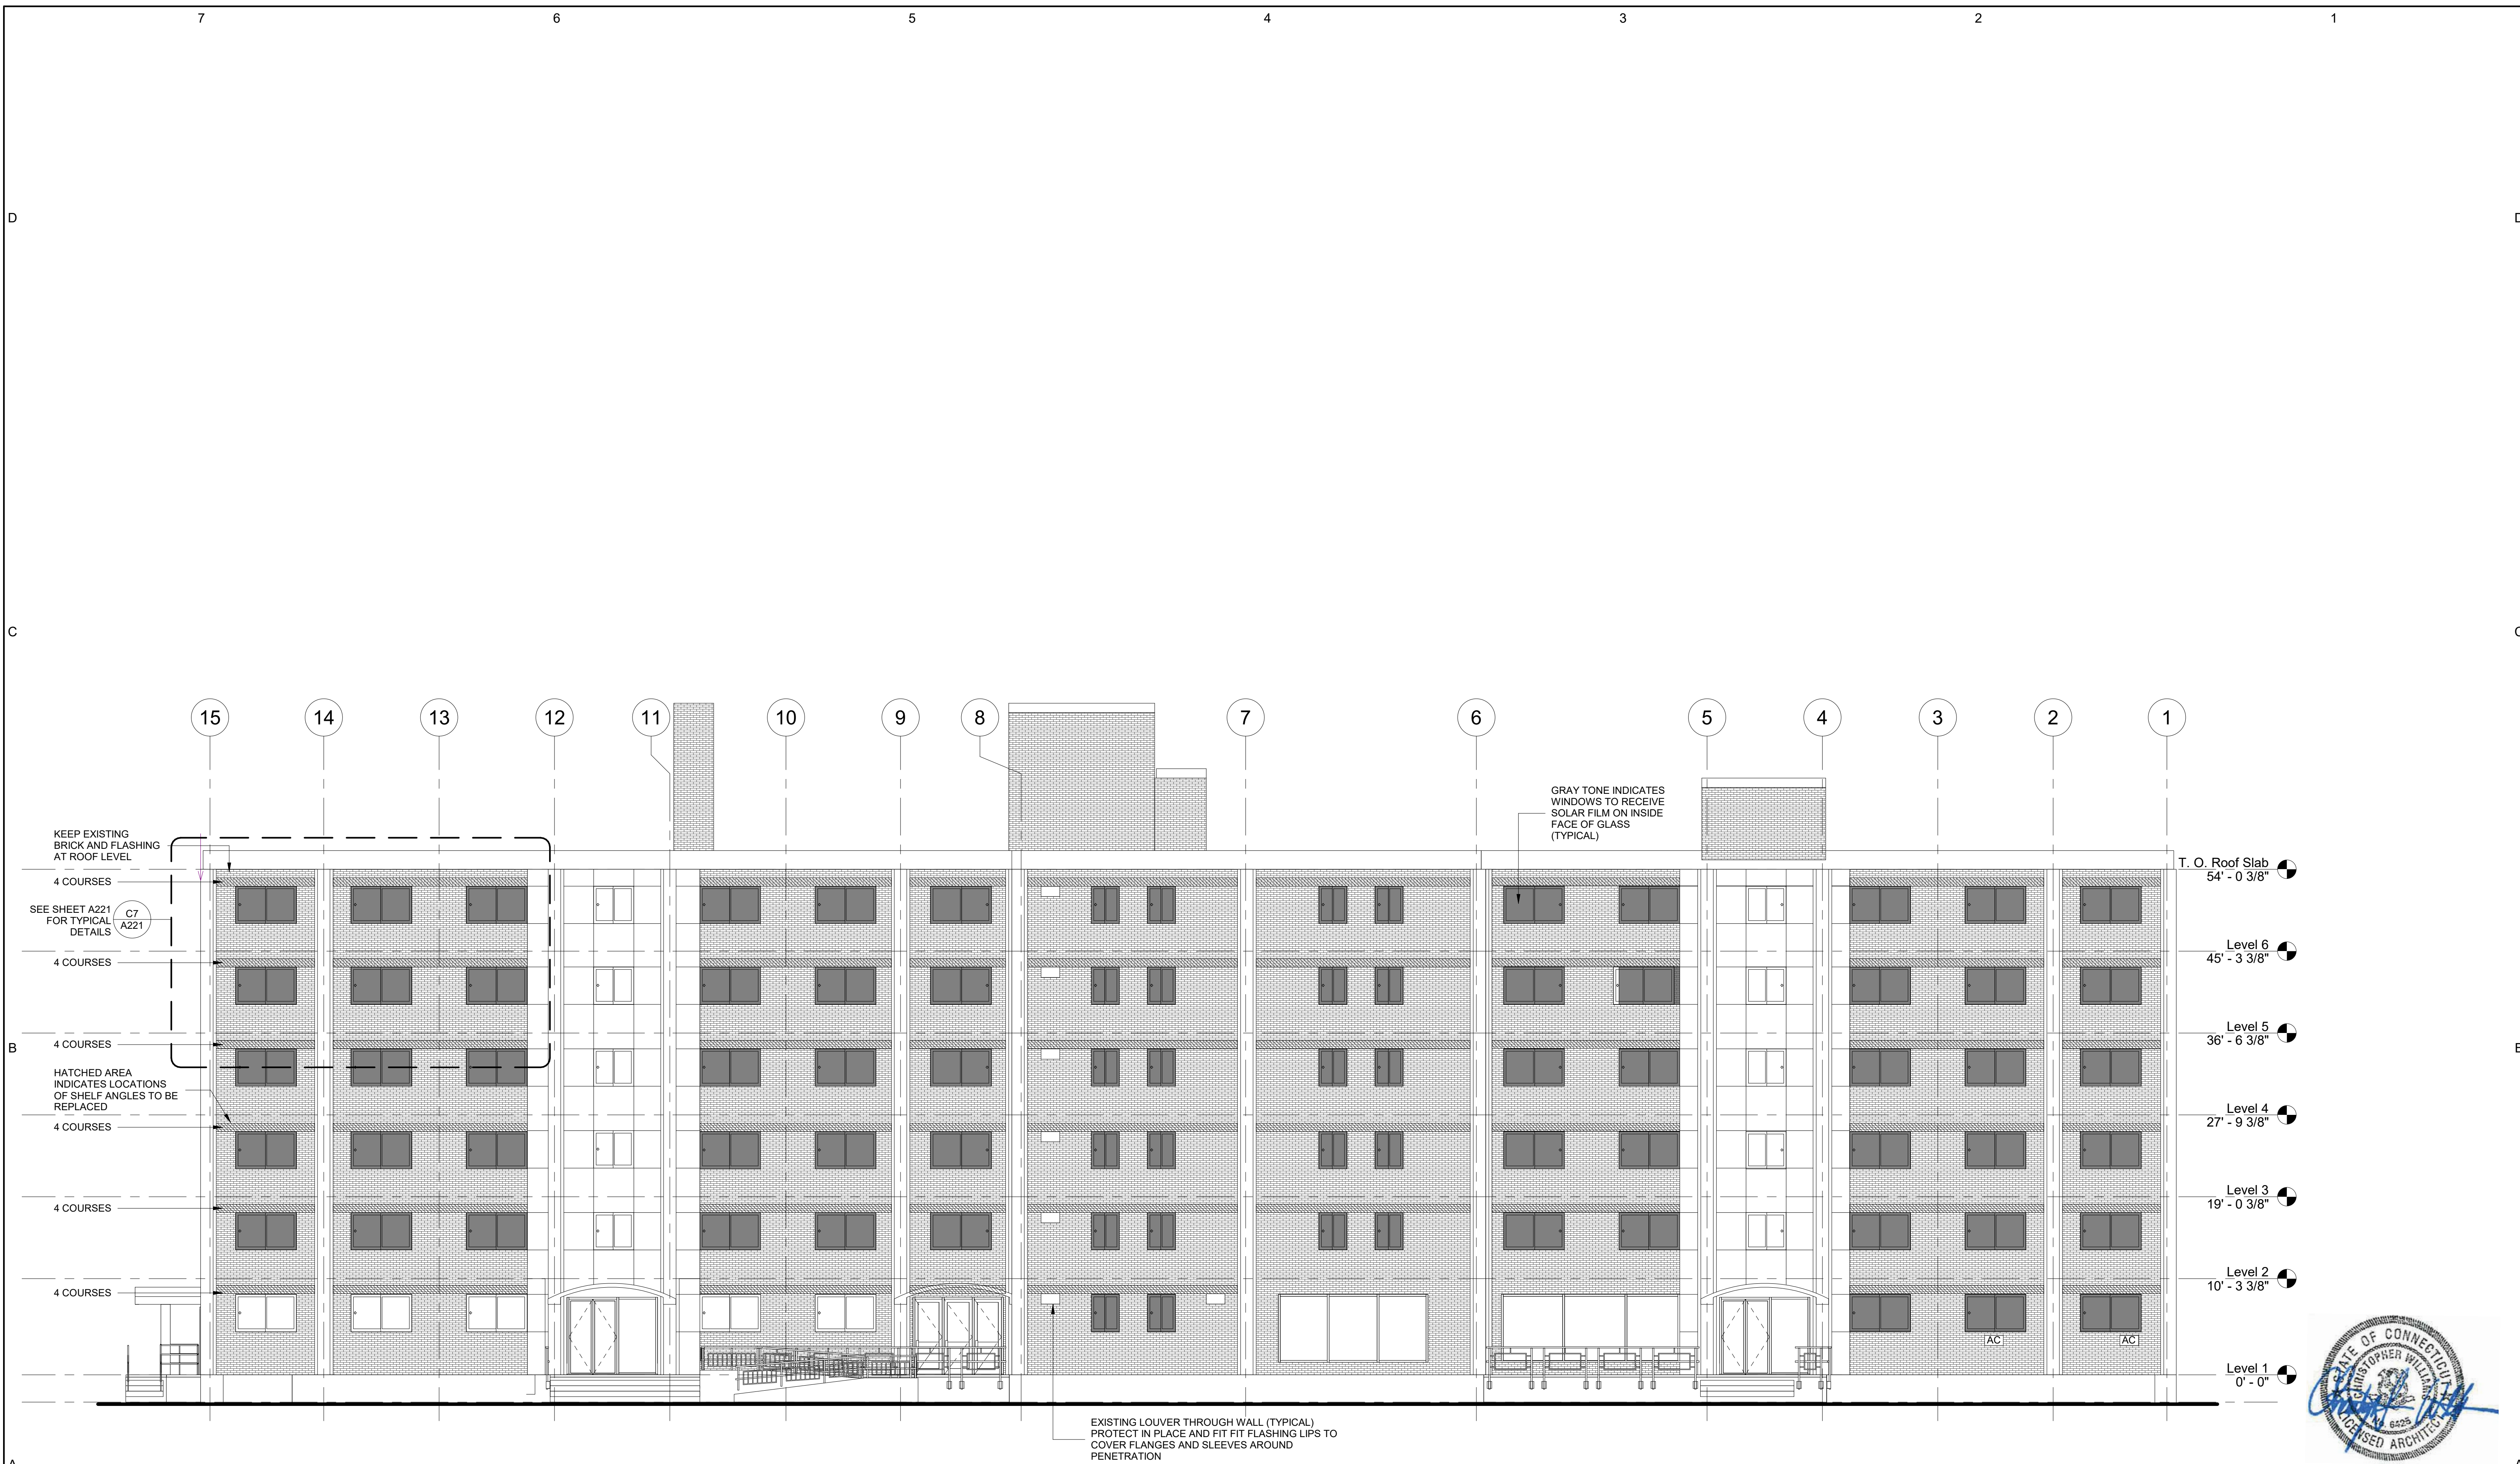 7 6 5 4 3 2 1
D
D
C
C
15 14 13 12 11 10 9 8 7 6 5 4 3 2 1
GRAY TONE INDICATES
WINDOWS TO RECEIVE
SOLAR FILM ON INSIDE
FACE OF GLASS
(TYPICAL)
KEEP EXISTING
BRICK AND FLASHING
AT ROOF LEVEL
T. O. Roof Slab
54' - 0 3/8"
4 COURSES
SEE SHEET A221
FOR TYPICAL
DETAILS
C7
A221
Level 6
45' - 3 3/8"
4 COURSES
Level 5
36' - 6 3/8"
B
4 COURSES
B
HATCHED AREA
INDICATES LOCATIONS
OF SHELF ANGLES TO BE
REPLACED
Level 4
27' - 9 3/8"
4 COURSES
Level 3
19' - 0 3/8"
4 COURSES
Level 2
10' - 3 3/8"
4 COURSES
AC
AC
Level 1
0' - 0"
STATE OF CONNECTICUT
CHRISTOPHER WILLIAMS
No. 6425
LICENSED ARCHITECT
EXISTING LOUVER THROUGH WALL (TYPICAL)
PROTECT IN PLACE AND FIT FIT FLASHING LIPS TO
COVER FLANGES AND SLEEVES AROUND
PENETRATION
A